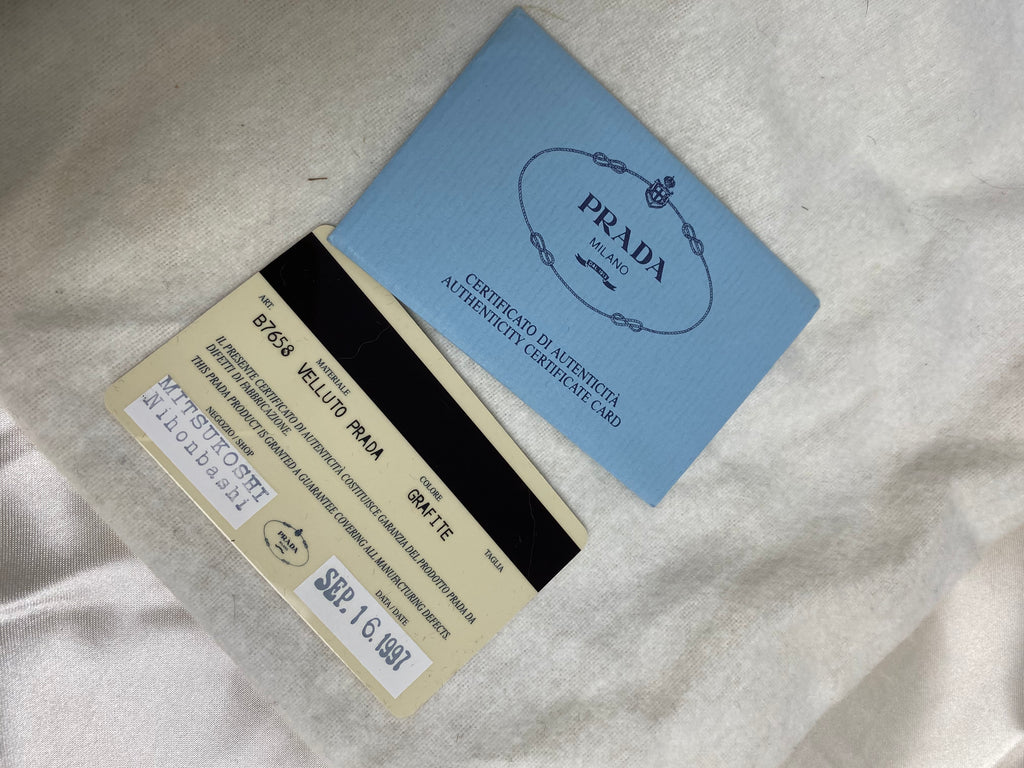 PRADA
MILANO
DAL 1913
CERTIFICATO DI AUTENTICITÀ
AUTHENTICITY CERTIFICATE CARD
ART.
B7658
MATERIALE
VELLUTO PRADA
COLORE
GRAFITE
TAGLIA
IL PRESENTE CERTIFICATO DI AUTENTICITÀ COSTITUISCE GARANZIA DEL PRODOTTO PRADA DA
DIFETTI DI FABBRICAZIONE.
THIS PRADA PRODUCT IS GRANTED A GUARANTEE COVERING ALL MANUFACTURING DEFECTS.
NEGOZIO / SHOP
MITSUKOSHI
Nihonbashi
PRADA
DATA / DATE
SEP. 16.1997